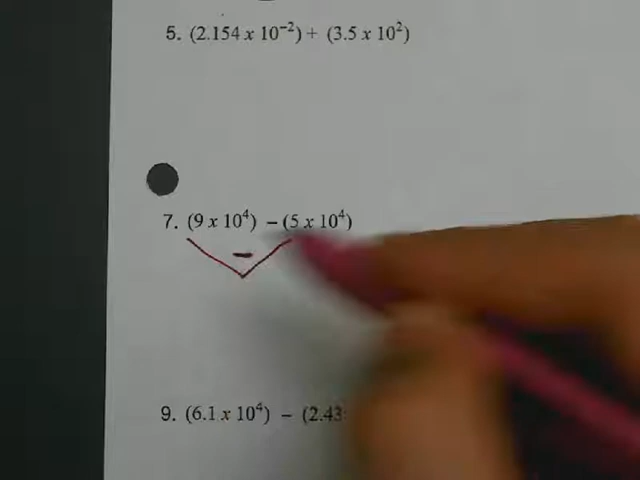 5. (2.154 x 10⁻²) + (3.5 x 10²)
7. (9 x 10⁴) − (5 x 10⁴)
−
9. (6.1 x 10⁴) − (2.43